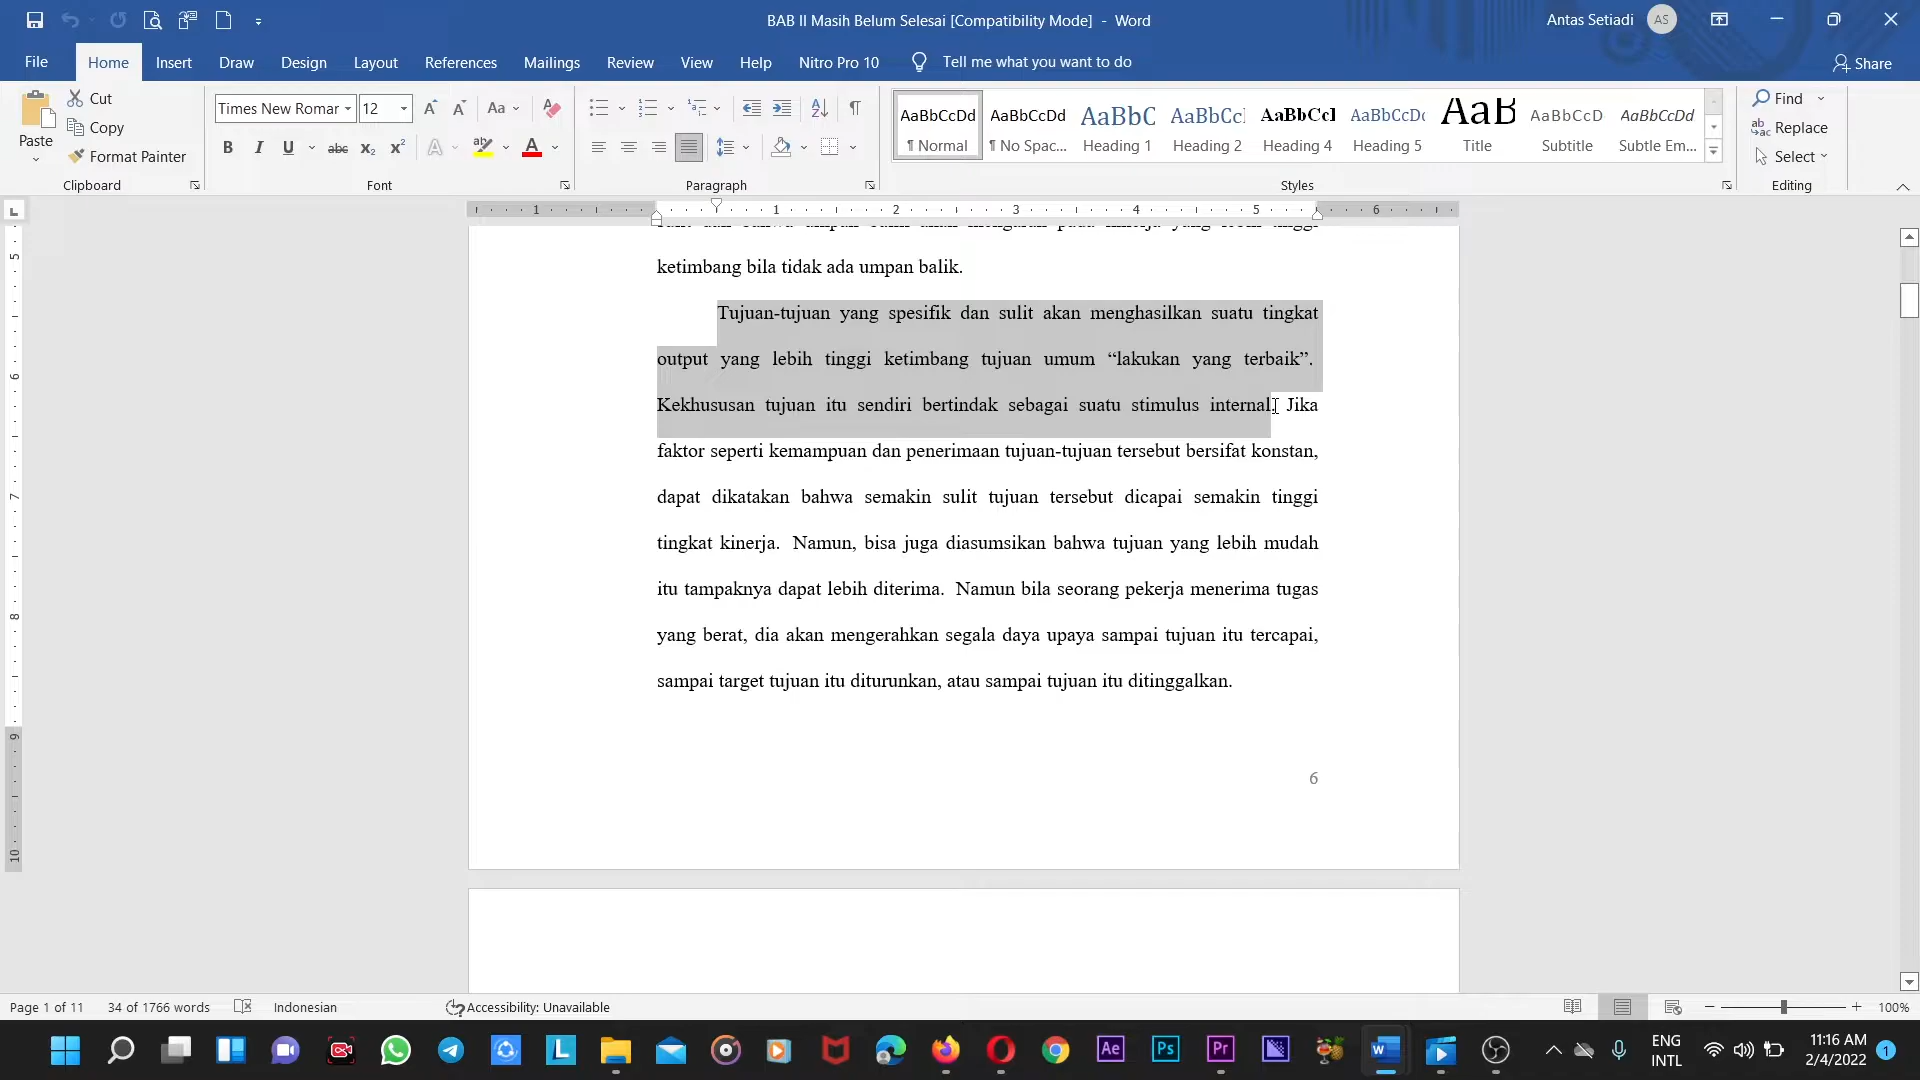 BAB II Masih Belum Selesai [Compatibility Mode] - Word
Antas Setiadi
AS
File
Home
Insert
Draw
Design
Layout
References
Mailings
Review
View
Help
Nitro Pro 10
Tell me what you want to do
Share
Paste
Cut
Copy
Format Painter
Clipboard
Times New Romar
12
Font
Paragraph
AaBbCcDd
¶ Normal
AaBbCcDd
¶ No Spac...
AaBbC
Heading 1
AaBbCcI
Heading 2
AaBbCcI
Heading 4
AaBbCcDc
Heading 5
AaB
Title
AaBbCcD
Subtitle
AaBbCcDd
Subtle Em...
Styles
Find
Replace
Select
Editing
ketimbang bila tidak ada umpan balik.
Tujuan-tujuan yang spesifik dan sulit akan menghasilkan suatu tingkat
output yang lebih tinggi ketimbang tujuan umum “lakukan yang terbaik”.
Kekhususan tujuan itu sendiri bertindak sebagai suatu stimulus internal. Jika
faktor seperti kemampuan dan penerimaan tujuan-tujuan tersebut bersifat konstan,
dapat dikatakan bahwa semakin sulit tujuan tersebut dicapai semakin tinggi
tingkat kinerja. Namun, bisa juga diasumsikan bahwa tujuan yang lebih mudah
itu tampaknya dapat lebih diterima. Namun bila seorang pekerja menerima tugas
yang berat, dia akan mengerahkan segala daya upaya sampai tujuan itu tercapai,
sampai target tujuan itu diturunkan, atau sampai tujuan itu ditinggalkan.
6
Page 1 of 11
34 of 1766 words
Indonesian
Accessibility: Unavailable
100%
ENG
INTL
11:16 AM
2/4/2022
1